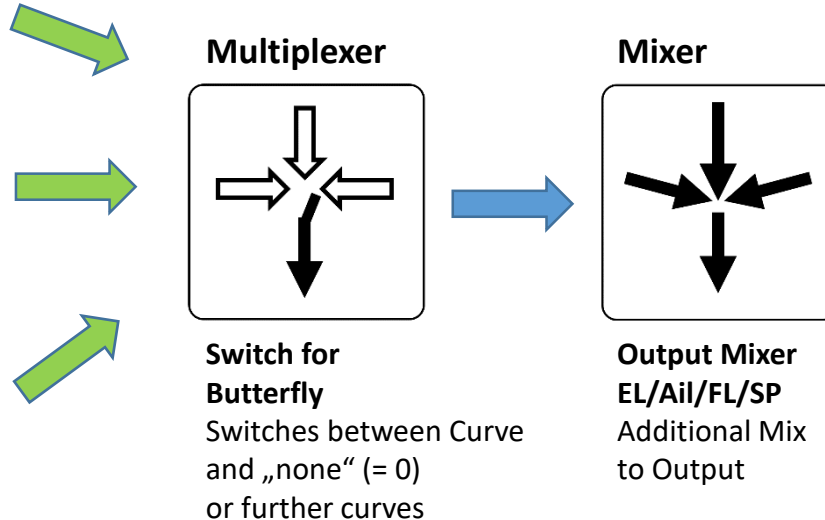 Multiplexer
Switch for
Butterfly
Switches between Curve
and „none“ (= 0)
or further curves
Mixer
Output Mixer
EL/Ail/FL/SP
Additional Mix
to Output